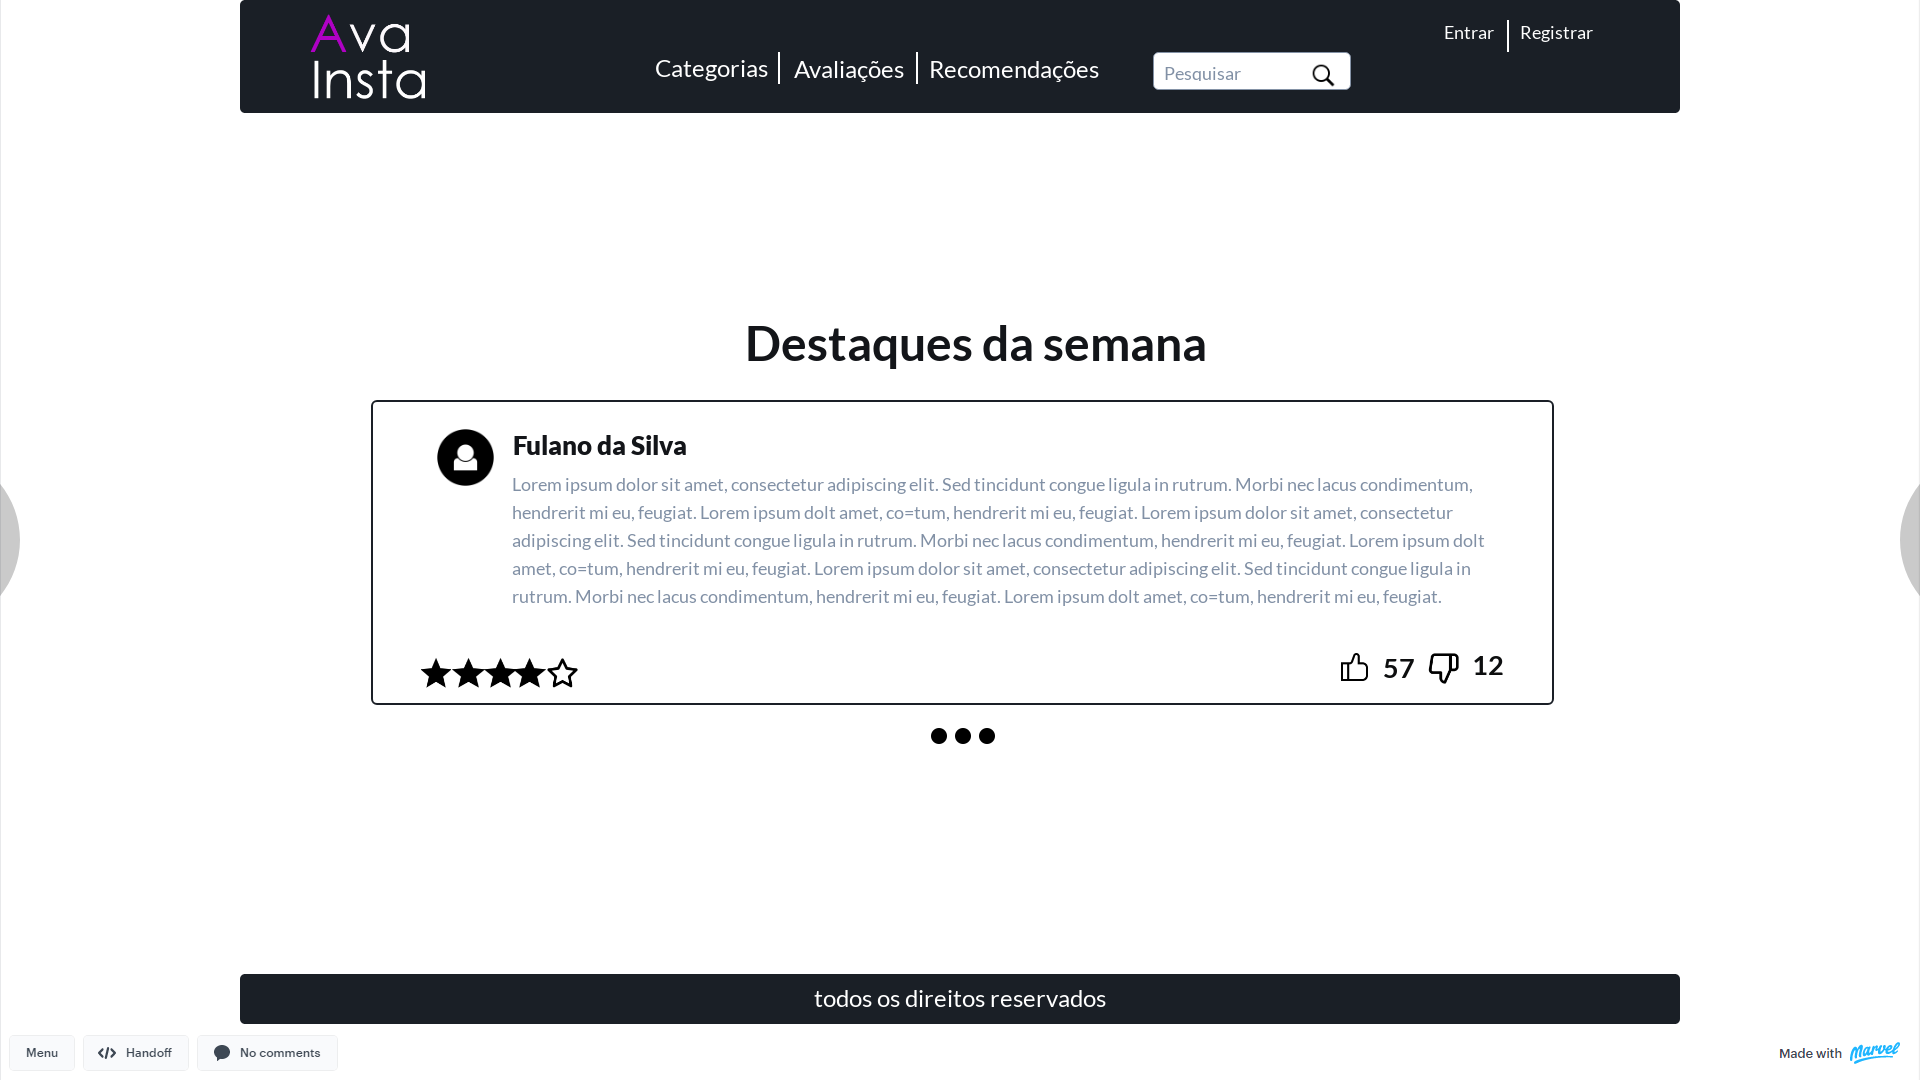 Ava
Insta
Categorias
Avaliações
Recomendações
Pesquisar
Entrar
Registrar
Destaques da semana
Fulano da Silva
Lorem ipsum dolor sit amet, consectetur adipiscing elit. Sed tincidunt congue ligula in rutrum. Morbi nec lacus condimentum,
hendrerit mi eu, feugiat. Lorem ipsum dolt amet, co=tum, hendrerit mi eu, feugiat. Lorem ipsum dolor sit amet, consectetur
adipiscing elit. Sed tincidunt congue ligula in rutrum. Morbi nec lacus condimentum, hendrerit mi eu, feugiat. Lorem ipsum dolt
amet, co=tum, hendrerit mi eu, feugiat. Lorem ipsum dolor sit amet, consectetur adipiscing elit. Sed tincidunt congue ligula in
rutrum. Morbi nec lacus condimentum, hendrerit mi eu, feugiat. Lorem ipsum dolt amet, co=tum, hendrerit mi eu, feugiat.
57
12
todos os direitos reservados
Menu
Handoff
No comments
Made with Marvel